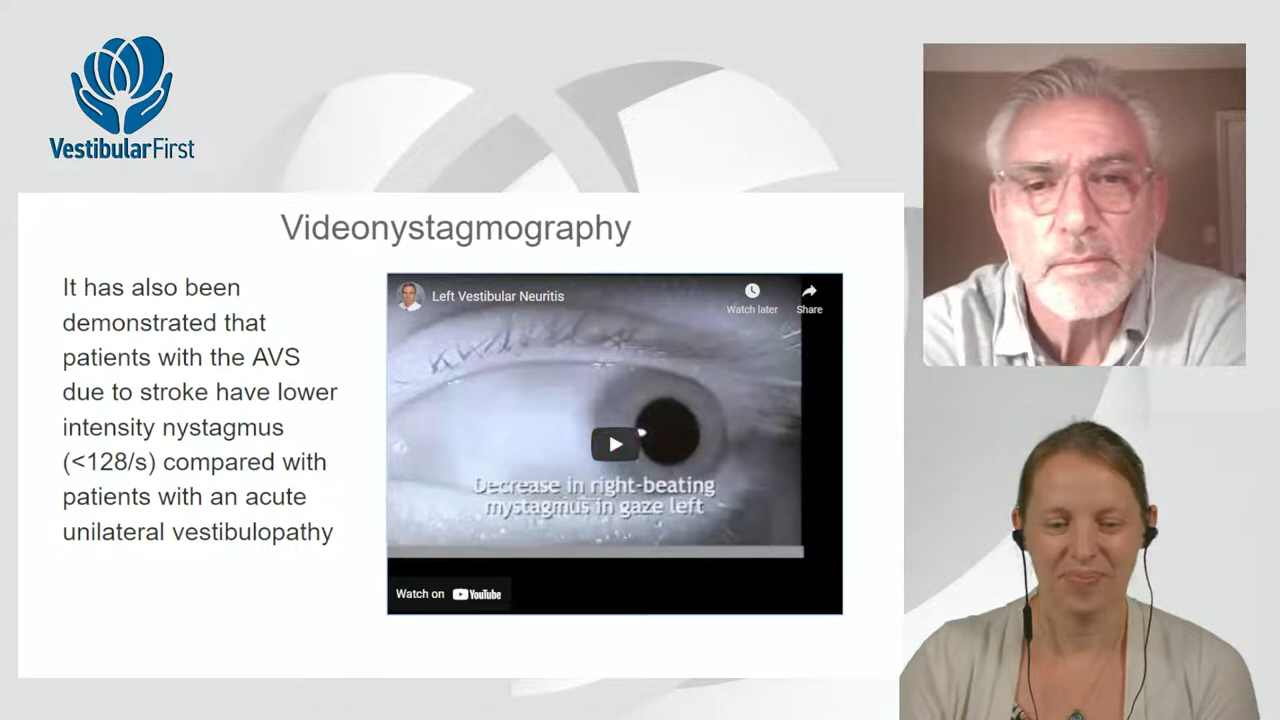 VestibularFirst
Videonystagmography
It has also been
demonstrated that
patients with the AVS
due to stroke have lower
intensity nystagmus
(<128/s) compared with
patients with an acute
unilateral vestibulopathy
Left Vestibular Neuritis
Watch later
Share
Decrease in right-beating
mystagmus in gaze left
Watch on YouTube